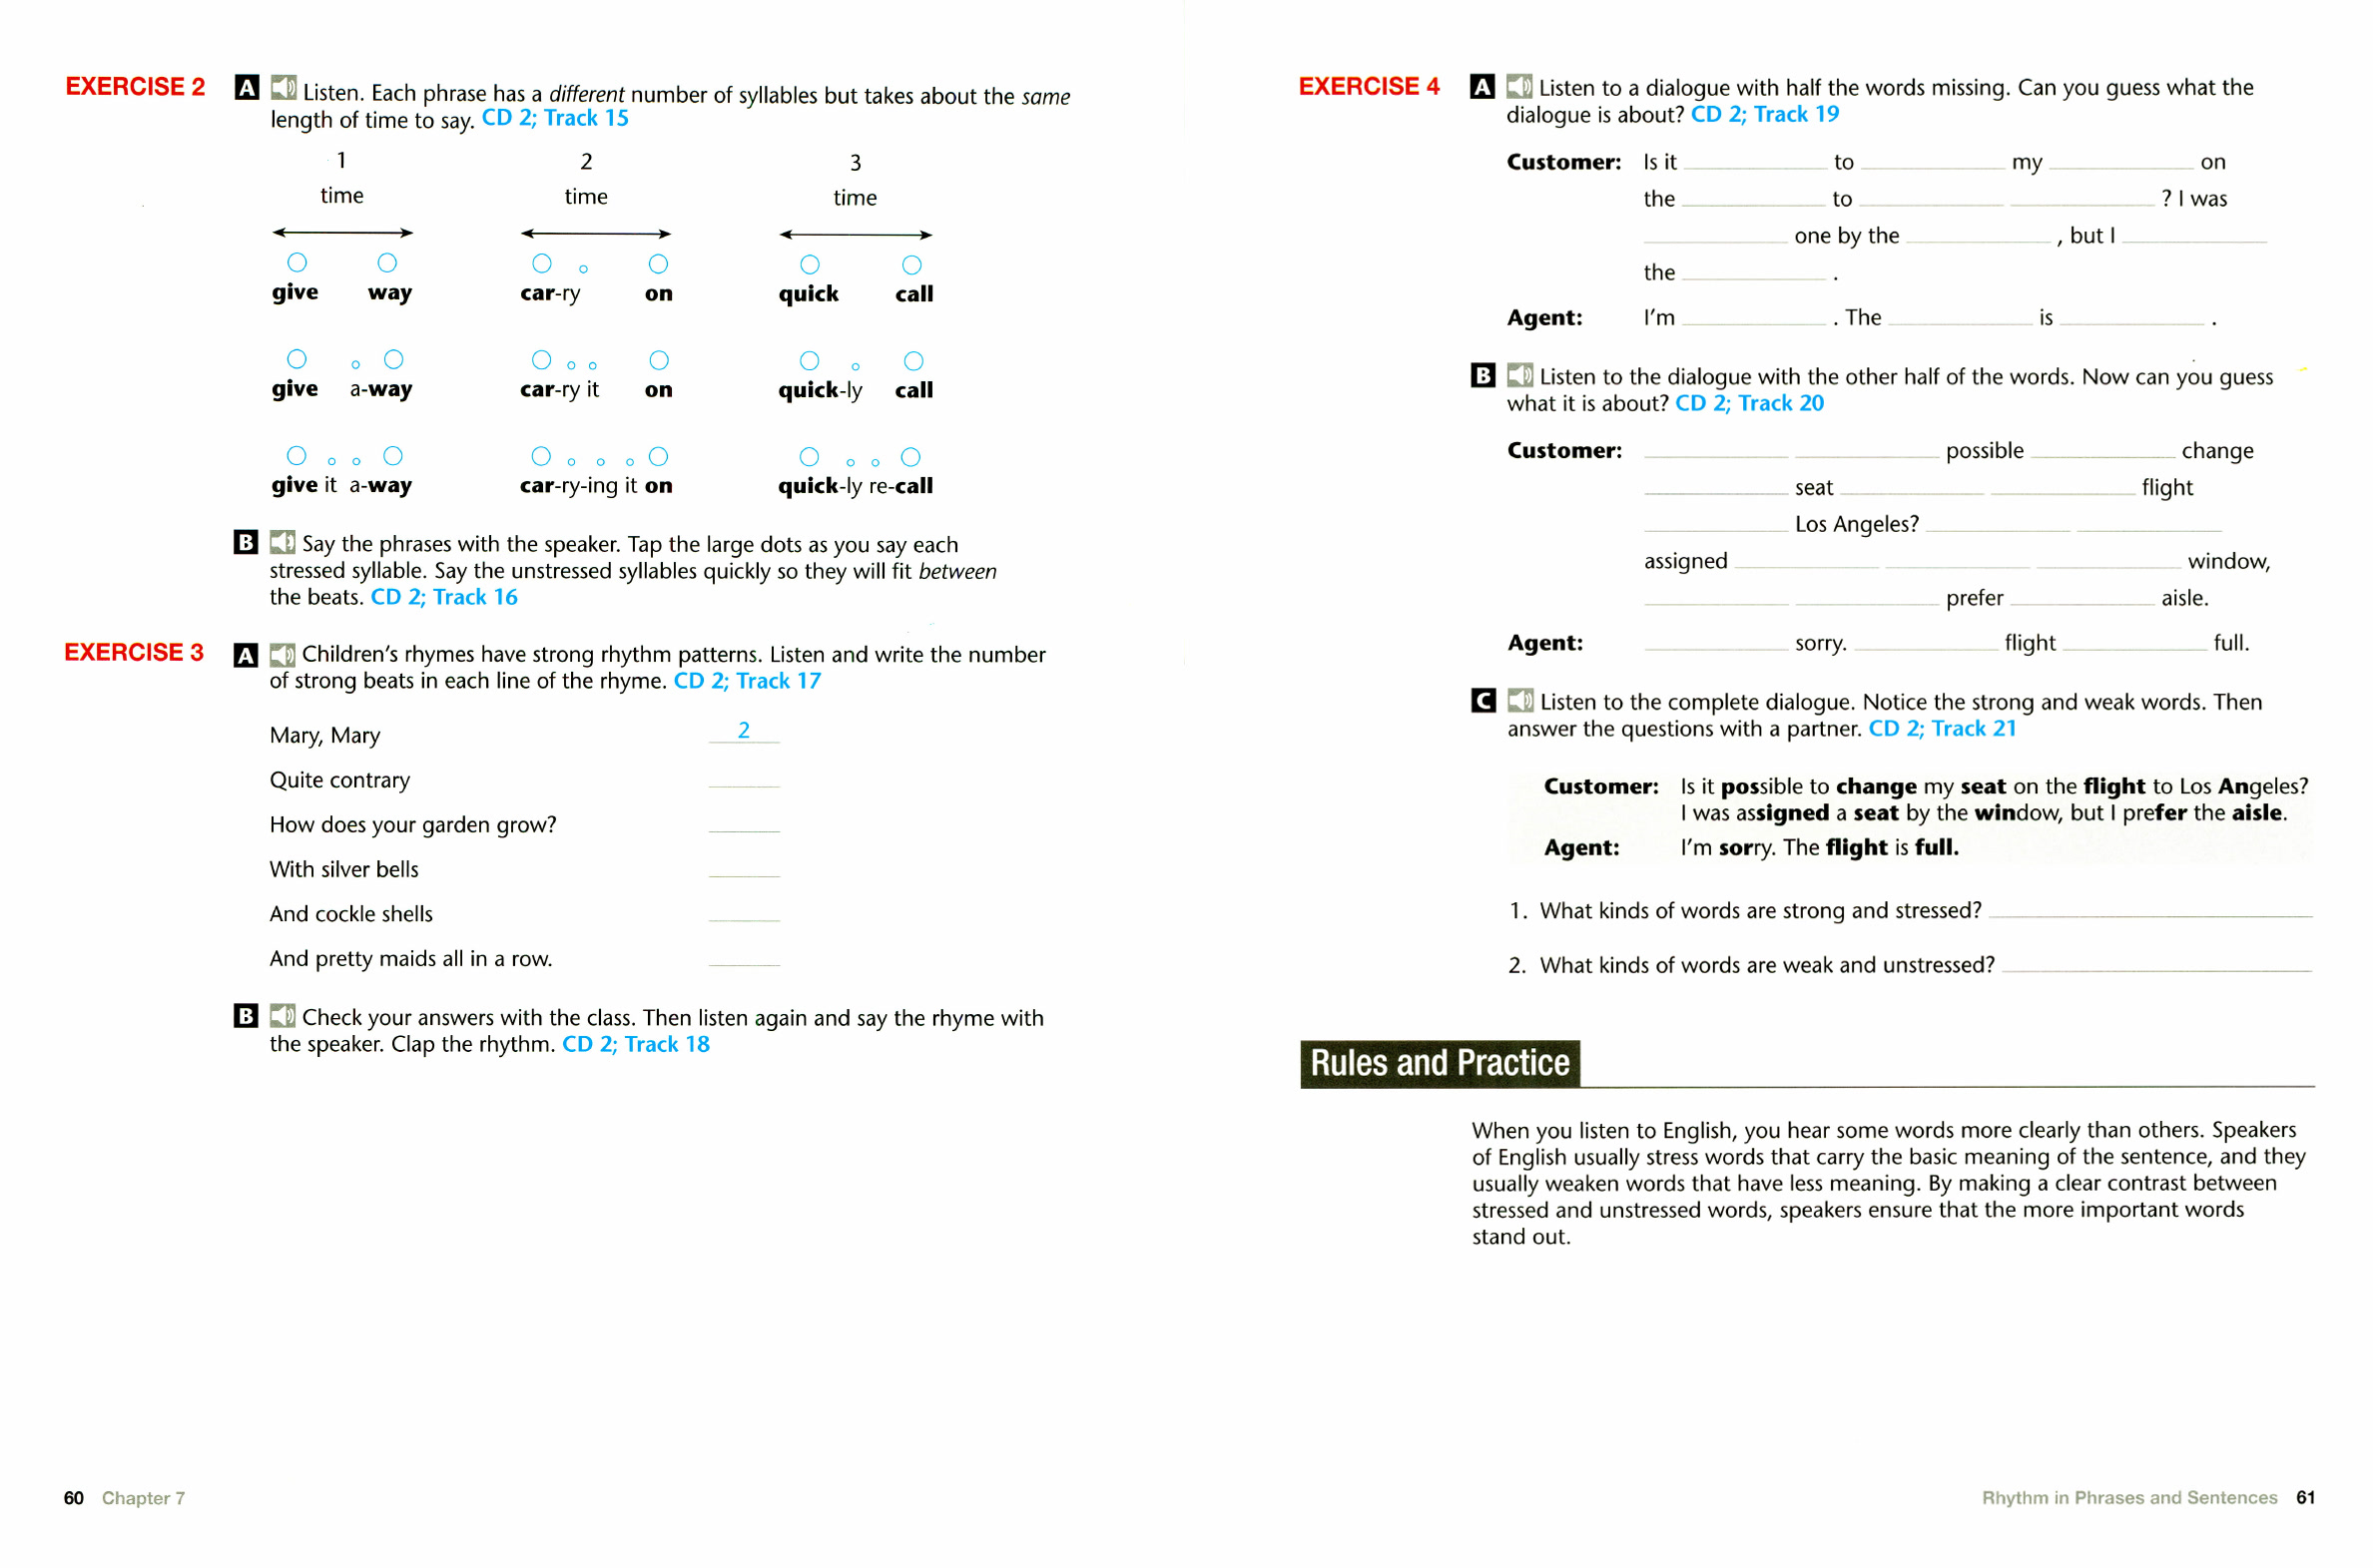 EXERCISE 2 A Listen. Each phrase has a different number of syllables but takes about the same
length of time to say. CD 2; Track 15
1 2 3
time time time
give way car-ry on quick call
give a-way car-ry it on quick-ly call
give it a-way car-ry-ing it on quick-ly re-call
B Say the phrases with the speaker. Tap the large dots as you say each
stressed syllable. Say the unstressed syllables quickly so they will fit between
the beats. CD 2; Track 16
EXERCISE 3 A Children's rhymes have strong rhythm patterns. Listen and write the number
of strong beats in each line of the rhyme. CD 2; Track 17
Mary, Mary 2
Quite contrary
How does your garden grow?
With silver bells
And cockle shells
And pretty maids all in a row.
B Check your answers with the class. Then listen again and say the rhyme with
the speaker. Clap the rhythm. CD 2; Track 18
60 Chapter 7
EXERCISE 4 A Listen to a dialogue with half the words missing. Can you guess what the
dialogue is about? CD 2; Track 19
Customer: Is it ____ to ____ my ____ on
the ____ to ____ ____ ? I was
____ one by the ____ , but I ____
the ____ .
Agent: I'm ____ . The ____ is ____ .
B Listen to the dialogue with the other half of the words. Now can you guess
what it is about? CD 2; Track 20
Customer: ____ ____ possible ____ change
____ seat ____ ____ flight
____ Los Angeles? ____ ____
assigned ____ ____ ____ window,
____ ____ prefer ____ aisle.
Agent: ____ sorry. ____ flight ____ full.
C Listen to the complete dialogue. Notice the strong and weak words. Then
answer the questions with a partner. CD 2; Track 21
Customer: Is it possible to change my seat on the flight to Los Angeles?
I was assigned a seat by the window, but I prefer the aisle.
Agent: I'm sorry. The flight is full.
1. What kinds of words are strong and stressed?
2. What kinds of words are weak and unstressed?
Rules and Practice
When you listen to English, you hear some words more clearly than others. Speakers
of English usually stress words that carry the basic meaning of the sentence, and they
usually weaken words that have less meaning. By making a clear contrast between
stressed and unstressed words, speakers ensure that the more important words
stand out.
Rhythm in Phrases and Sentences 61